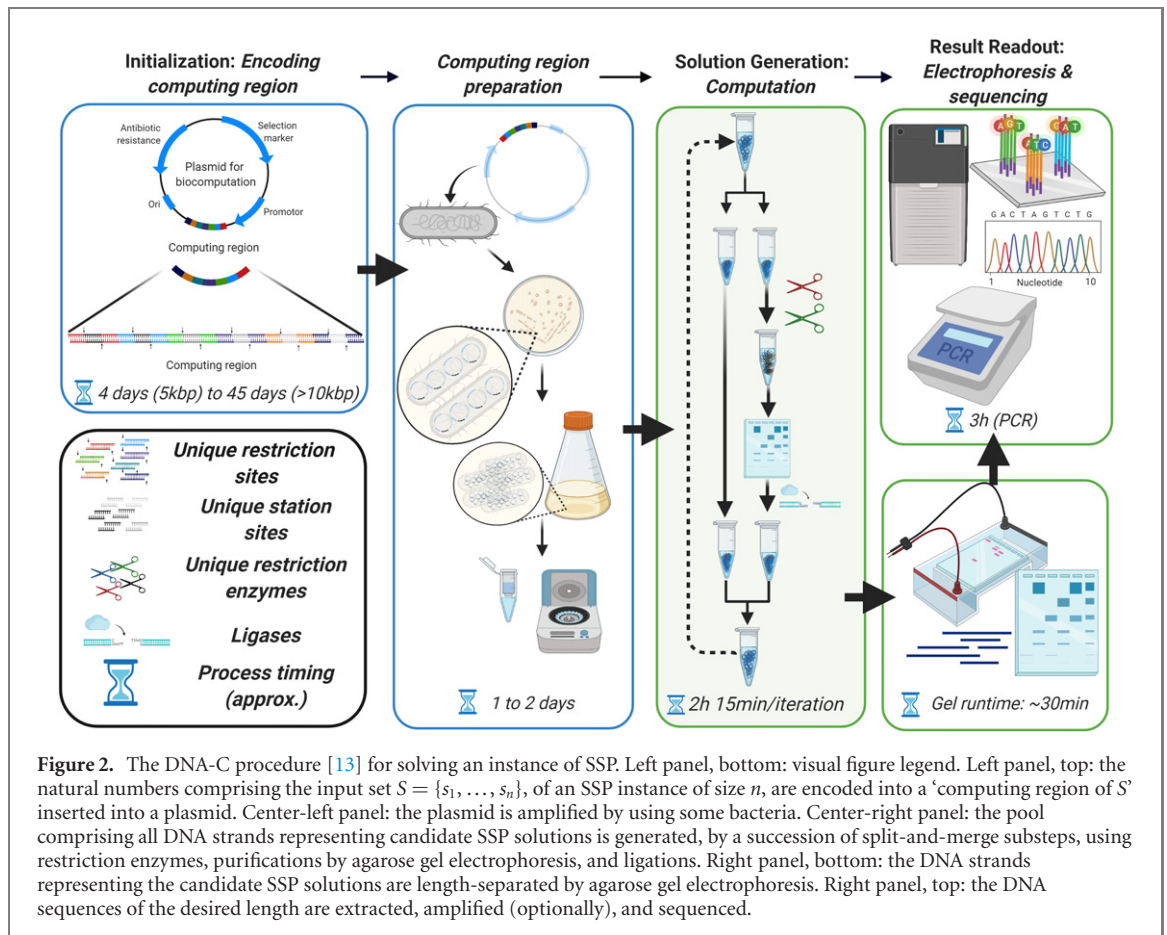 Initialization: Encoding
computing region
Computing region
preparation
Solution Generation:
Computation
Result Readout:
Electrophoresis &
sequencing
Antibiotic
resistance
Selection
marker
Plasmid for
biocomputation
Ori
Promotor
Computing region
Computing region
4 days (5kbp) to 45 days (>10kbp)
Unique restriction
sites
Unique station
sites
Unique restriction
enzymes
Ligases
Process timing
(approx.)
1 to 2 days
2h 15min/iteration
A G T
A T C
C A T
G A C T A G T C T G
1 Nucleotide 10
PCR
3h (PCR)
Gel runtime: ~30min
Figure 2. The DNA-C procedure [13] for solving an instance of SSP. Left panel, bottom: visual figure legend. Left panel, top: the
natural numbers comprising the input set S = {s₁, . . . , sₙ}, of an SSP instance of size n, are encoded into a ‘computing region of S’
inserted into a plasmid. Center-left panel: the plasmid is amplified by using some bacteria. Center-right panel: the pool
comprising all DNA strands representing candidate SSP solutions is generated, by a succession of split-and-merge substeps, using
restriction enzymes, purifications by agarose gel electrophoresis, and ligations. Right panel, bottom: the DNA strands
representing the candidate SSP solutions are length-separated by agarose gel electrophoresis. Right panel, top: the DNA
sequences of the desired length are extracted, amplified (optionally), and sequenced.